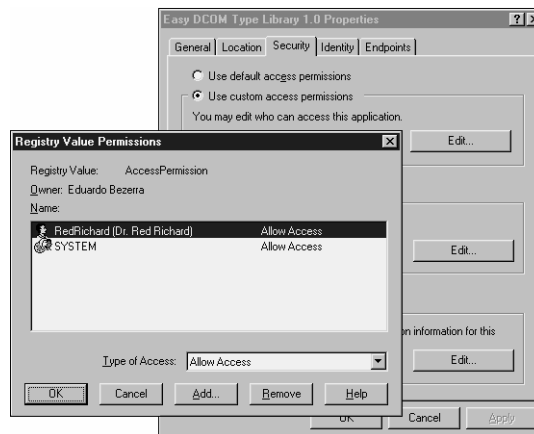 Easy DCOM Type Library 1.0 Properties
General Location Security Identity Endpoints
Use default access permissions
Use custom access permissions
You may edit who can access this application.
Edit...
Registry Value Permissions
Registry Value: AccessPermission
Owner: Eduardo Bezerra
Name:
RedRichard (Dr. Red Richard) Allow Access
SYSTEM Allow Access
Edit...
on information for this
Type of Access: Allow Access
Edit...
OK Cancel Add... Remove Help
OK Cancel Apply